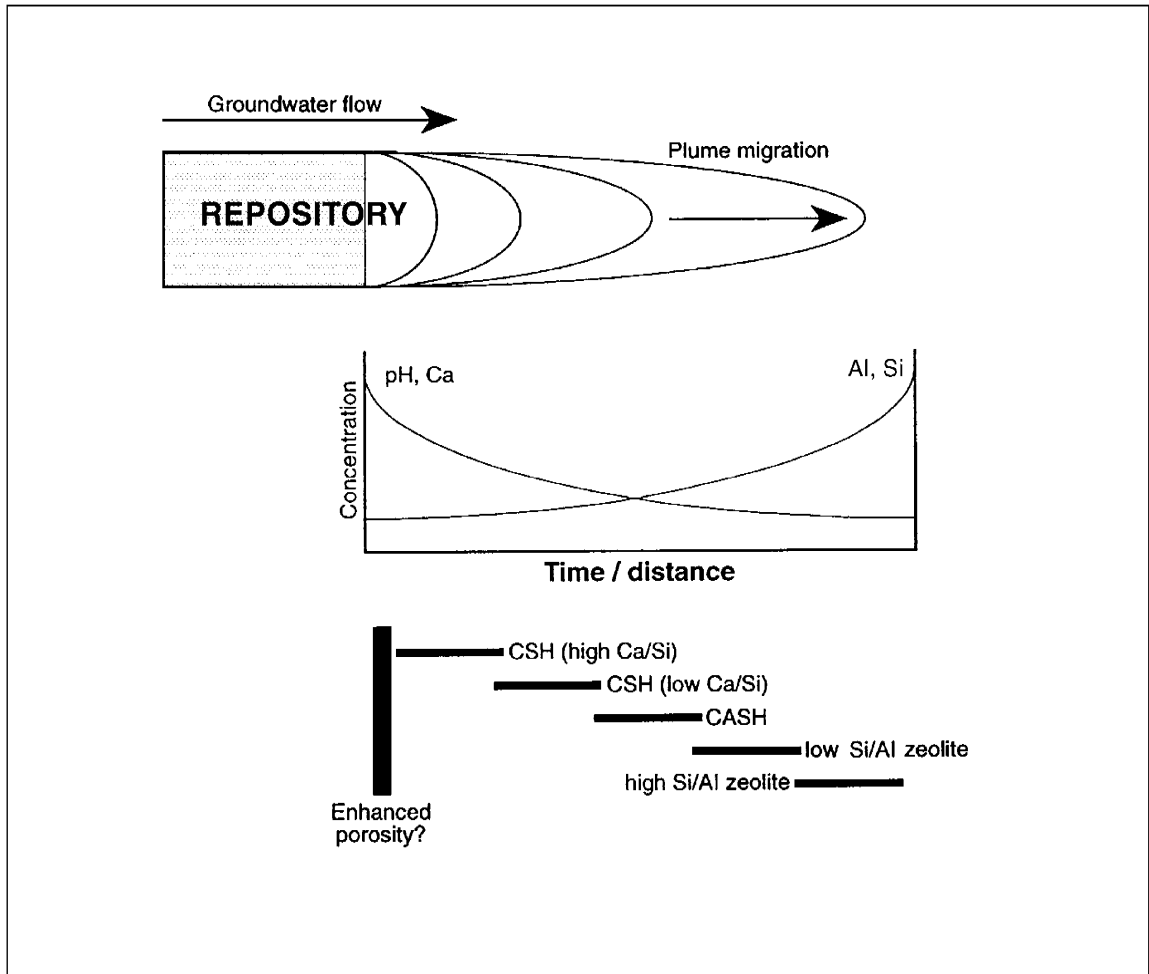 Groundwater flow
Plume migration
REPOSITORY
pH, Ca
Al, Si
Concentration
Time / distance
CSH (high Ca/Si)
CSH (low Ca/Si)
CASH
low Si/Al zeolite
high Si/Al zeolite
Enhanced
porosity?